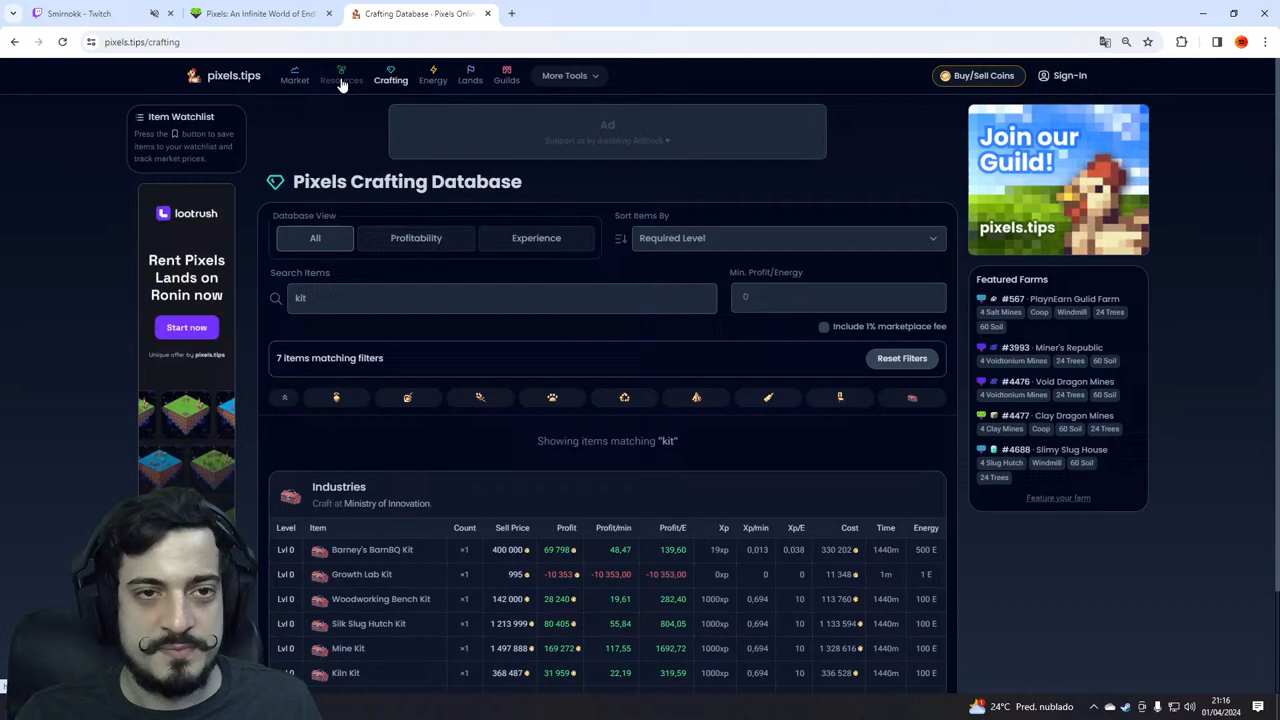 Smirnokk - Twitch
Pixels: An Infinite World of End
Crafting Database · Pixels Onlin
pixels.tips/crafting
pixels.tips
Market
Resources
Crafting
Energy
Lands
Guilds
More Tools
Buy/Sell Coins
Sign-In
Item Watchlist
Press the button to save
items to your watchlist and
track market prices.
Ad
Support us by disabling AdBlock ♥
lootrush
Rent Pixels
Lands on
Ronin now
Start now
Unique offer by pixels.tips
Pixels Crafting Database
Database View
All
Profitability
Experience
Sort Items By
Required Level
Search Items
kit
Min. Profit/Energy
0
Include 1% marketplace fee
7 items matching filters
Reset Filters
Showing items matching "kit"
Industries
Craft at Ministry of Innovation.
Level Item Count Sell Price Profit Profit/min Profit/E Xp Xp/min Xp/E Cost Time Energy
Lvl 0 Barney's BarnBQ Kit ×1 400 000 69 798 48,47 139,60 19xp 0,013 0,038 330 202 1440m 500 E
Lvl 0 Growth Lab Kit ×1 995 -10 353 -10 353,00 -10 353,00 0xp 0 0 11 348 1m 1 E
Lvl 0 Woodworking Bench Kit ×1 142 000 28 240 19,61 282,40 1000xp 0,694 10 113 760 1440m 100 E
Lvl 0 Silk Slug Hutch Kit ×1 1 213 999 80 405 55,84 804,05 1000xp 0,694 10 1 133 594 1440m 100 E
Lvl 0 Mine Kit ×1 1 497 888 169 272 117,55 1692,72 1000xp 0,694 10 1 328 616 1440m 100 E
Lvl 0 Kiln Kit ×1 368 487 31 959 22,19 319,59 1000xp 0,694 10 336 528 1440m 100 E
Join our
Guild!
pixels.tips
Featured Farms
#567 · PlaynEarn Guild Farm
4 Salt Mines Coop Windmill 24 Trees
60 Soil
#3993 · Miner's Republic
4 Voidtonium Mines 24 Trees 60 Soil
#4476 · Void Dragon Mines
4 Voidtonium Mines 24 Trees 60 Soil
#4477 · Clay Dragon Mines
4 Clay Mines Coop 60 Soil 24 Trees
#4688 · Slimy Slug House
4 Slug Hutch Windmill 60 Soil
24 Trees
Feature your farm
24°C Pred. nublado
21:16
01/04/2024